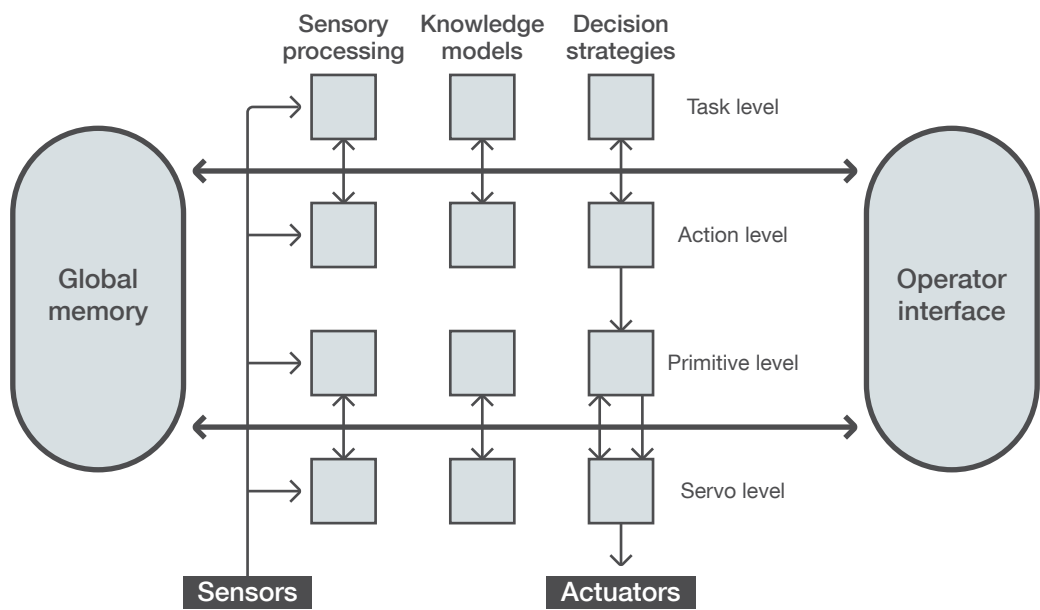 Sensory
processing
Knowledge
models
Decision
strategies
Task level
Action level
Global
memory
Operator
interface
Primitive level
Servo level
Sensors
Actuators